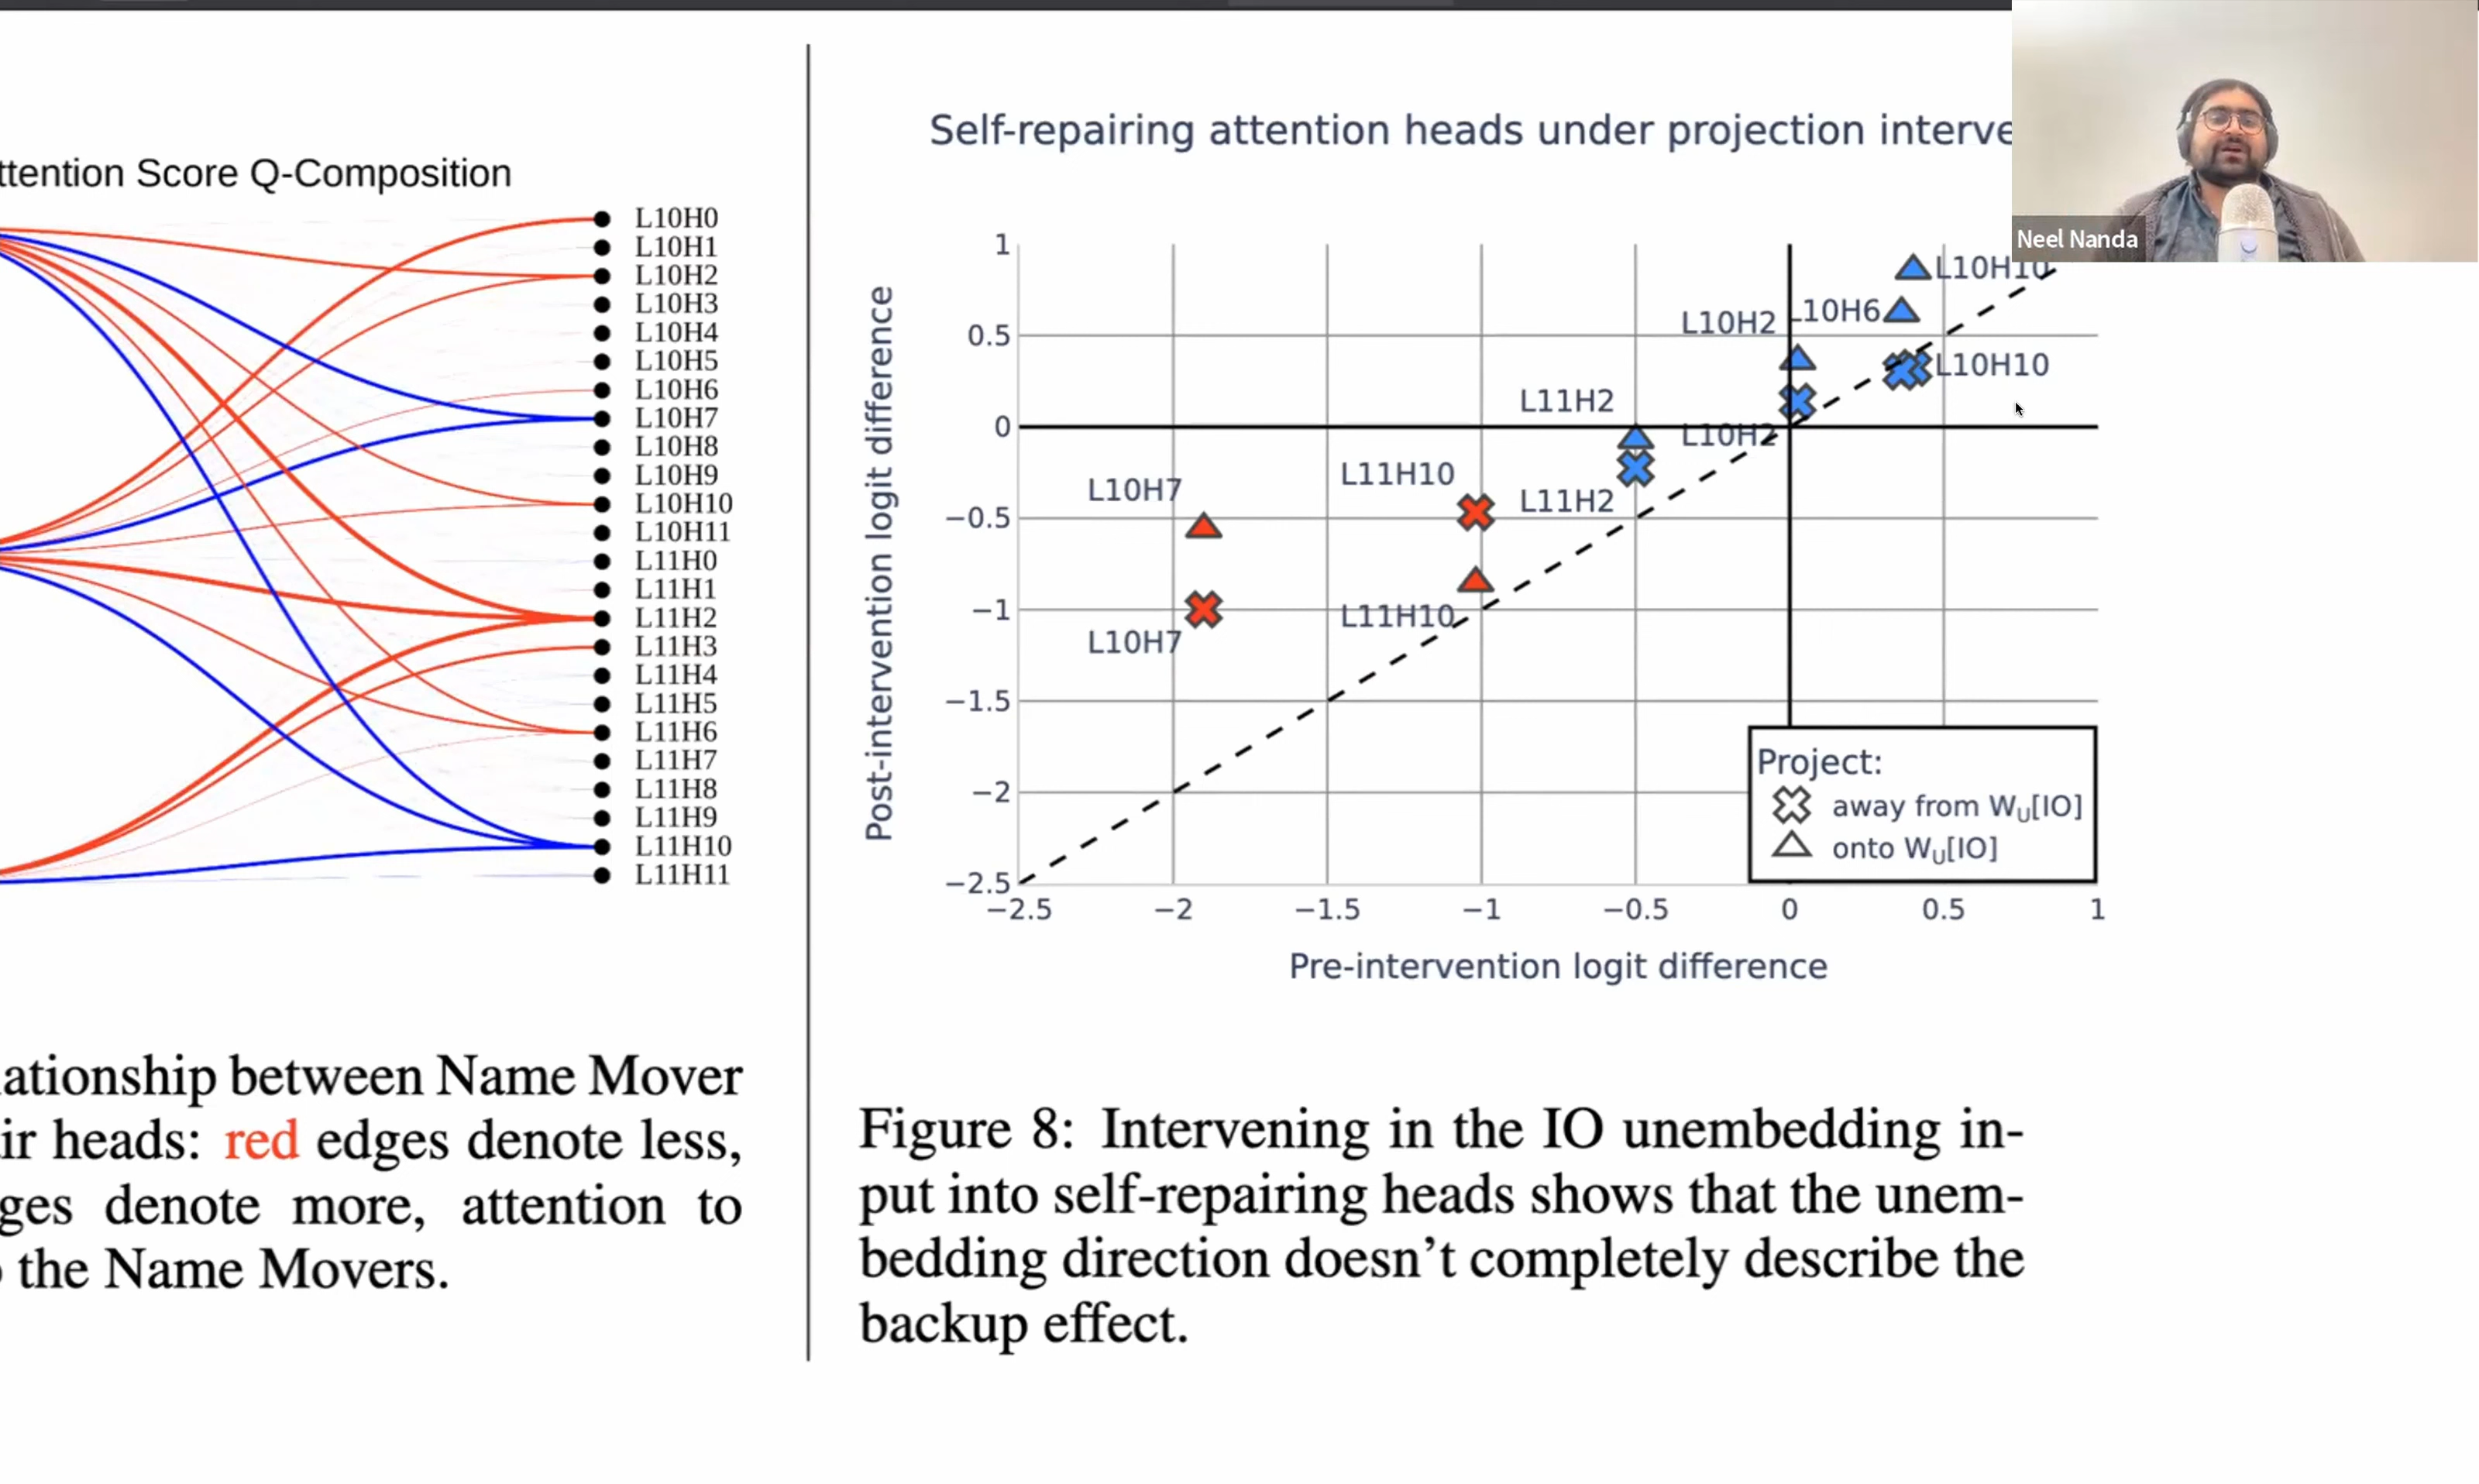 ttention Score Q-Composition
L10H0
L10H1
L10H2
L10H3
L10H4
L10H5
L10H6
L10H7
L10H8
L10H9
L10H10
L10H11
L11H0
L11H1
L11H2
L11H3
L11H4
L11H5
L11H6
L11H7
L11H8
L11H9
L11H10
L11H11
ationship between Name Mover
ir heads: red edges denote less,
ges denote more, attention to
the Name Movers.
Self-repairing attention heads under projection interve
Neel Nanda
Post-intervention logit difference
1
0.5
0
−0.5
−1
−1.5
−2
−2.5
L10H10
L10H6
L10H2
L10H10
L11H2
L10H2
L11H10
L10H7
L11H2
L11H10
L10H7
Project:
away from WU[IO]
onto WU[IO]
−2.5
−2
−1.5
−1
−0.5
0
0.5
1
Pre-intervention logit difference
Figure 8: Intervening in the IO unembedding in-
put into self-repairing heads shows that the unem-
bedding direction doesn’t completely describe the
backup effect.